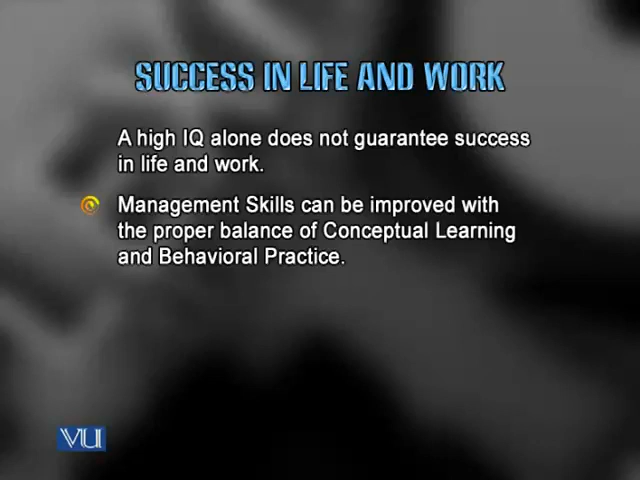 SUCCESS IN LIFE AND WORK
A high IQ alone does not guarantee success
in life and work.
Management Skills can be improved with
the proper balance of Conceptual Learning
and Behavioral Practice.
VU